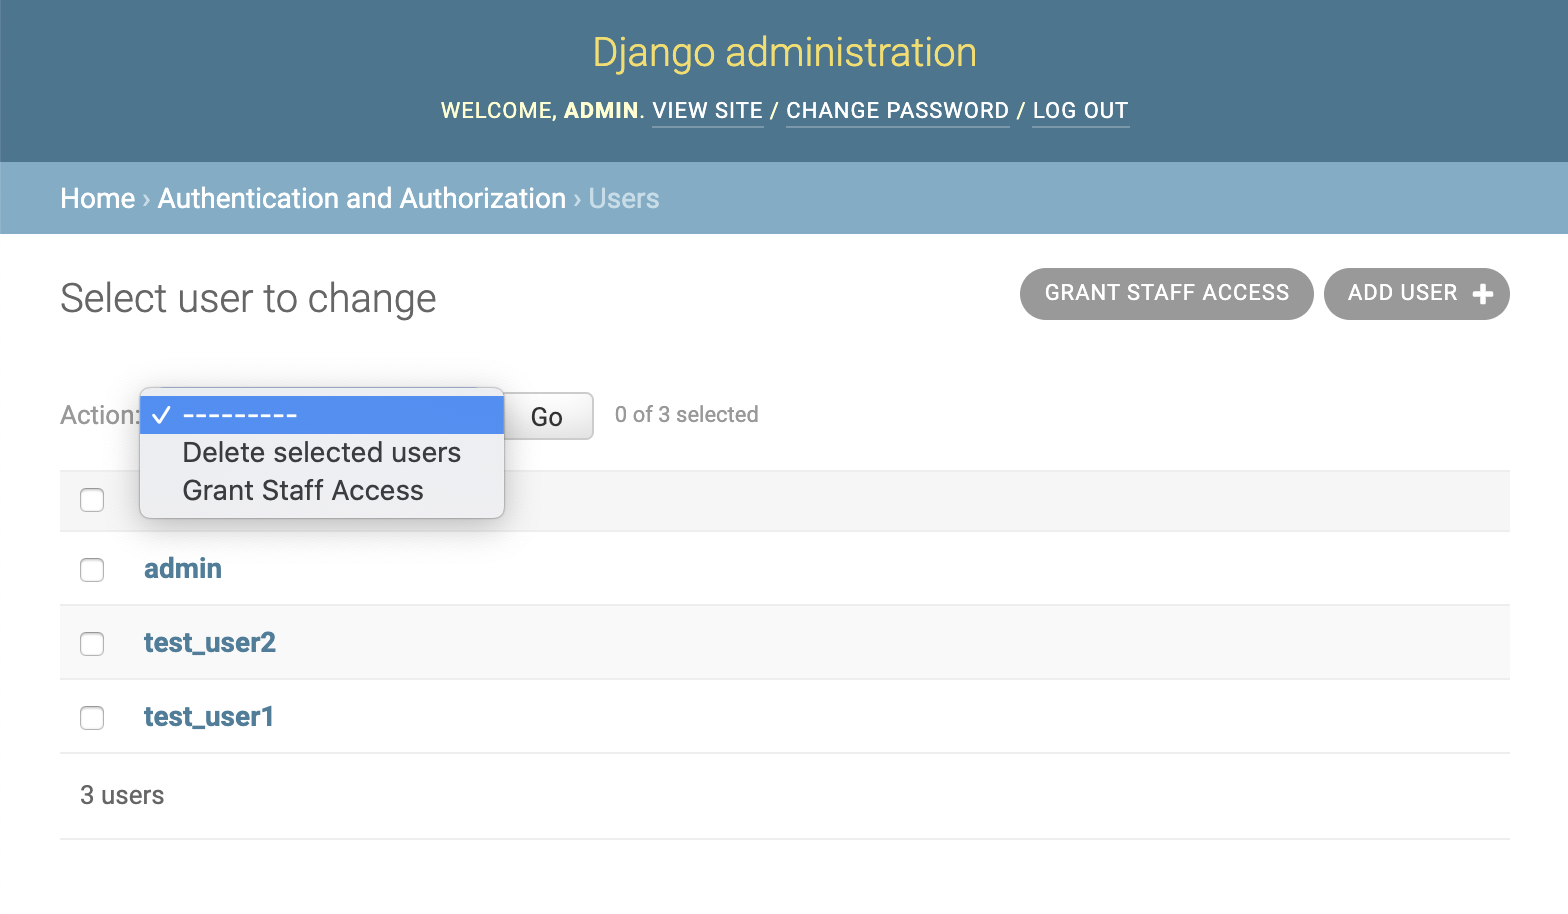 Django administration
WELCOME, ADMIN. VIEW SITE / CHANGE PASSWORD / LOG OUT
Home › Authentication and Authorization › Users
Select user to change
GRANT STAFF ACCESS
ADD USER +
Action:
✓ ---------
Delete selected users
Grant Staff Access
Go
0 of 3 selected
admin
test_user2
test_user1
3 users